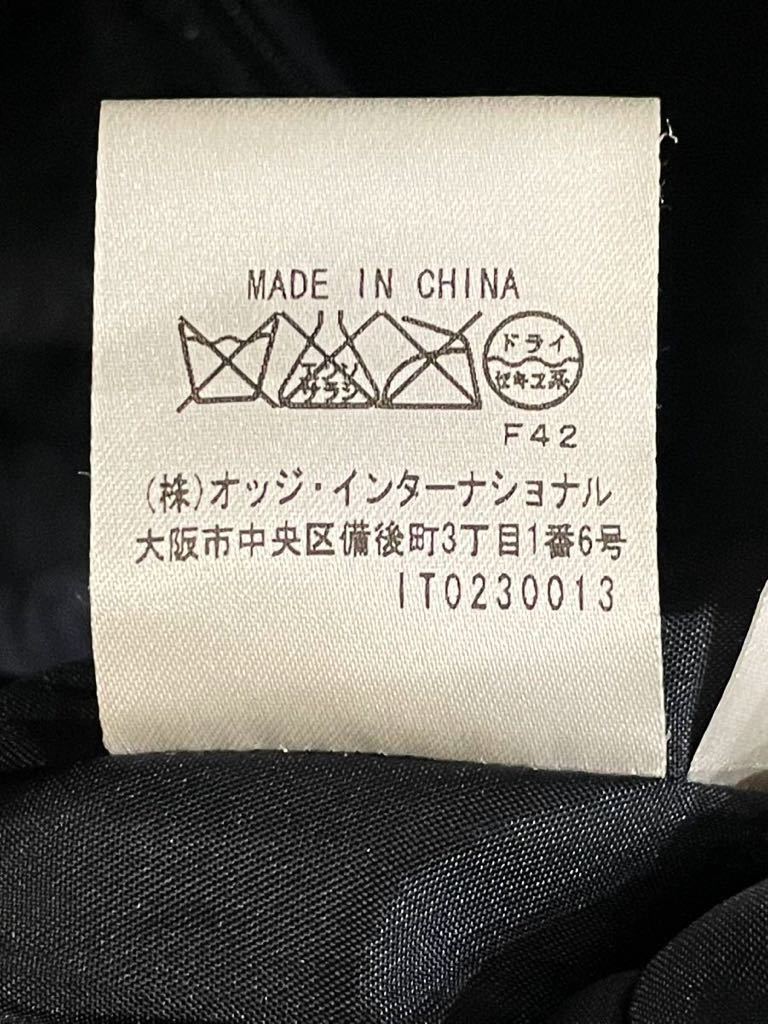 MADE IN CHINA
エンソ
サラシ
ドライ
セキユ系
F42
(株)オッジ・インターナショナル
大阪市中央区備後町3丁目1番6号
IT0230013